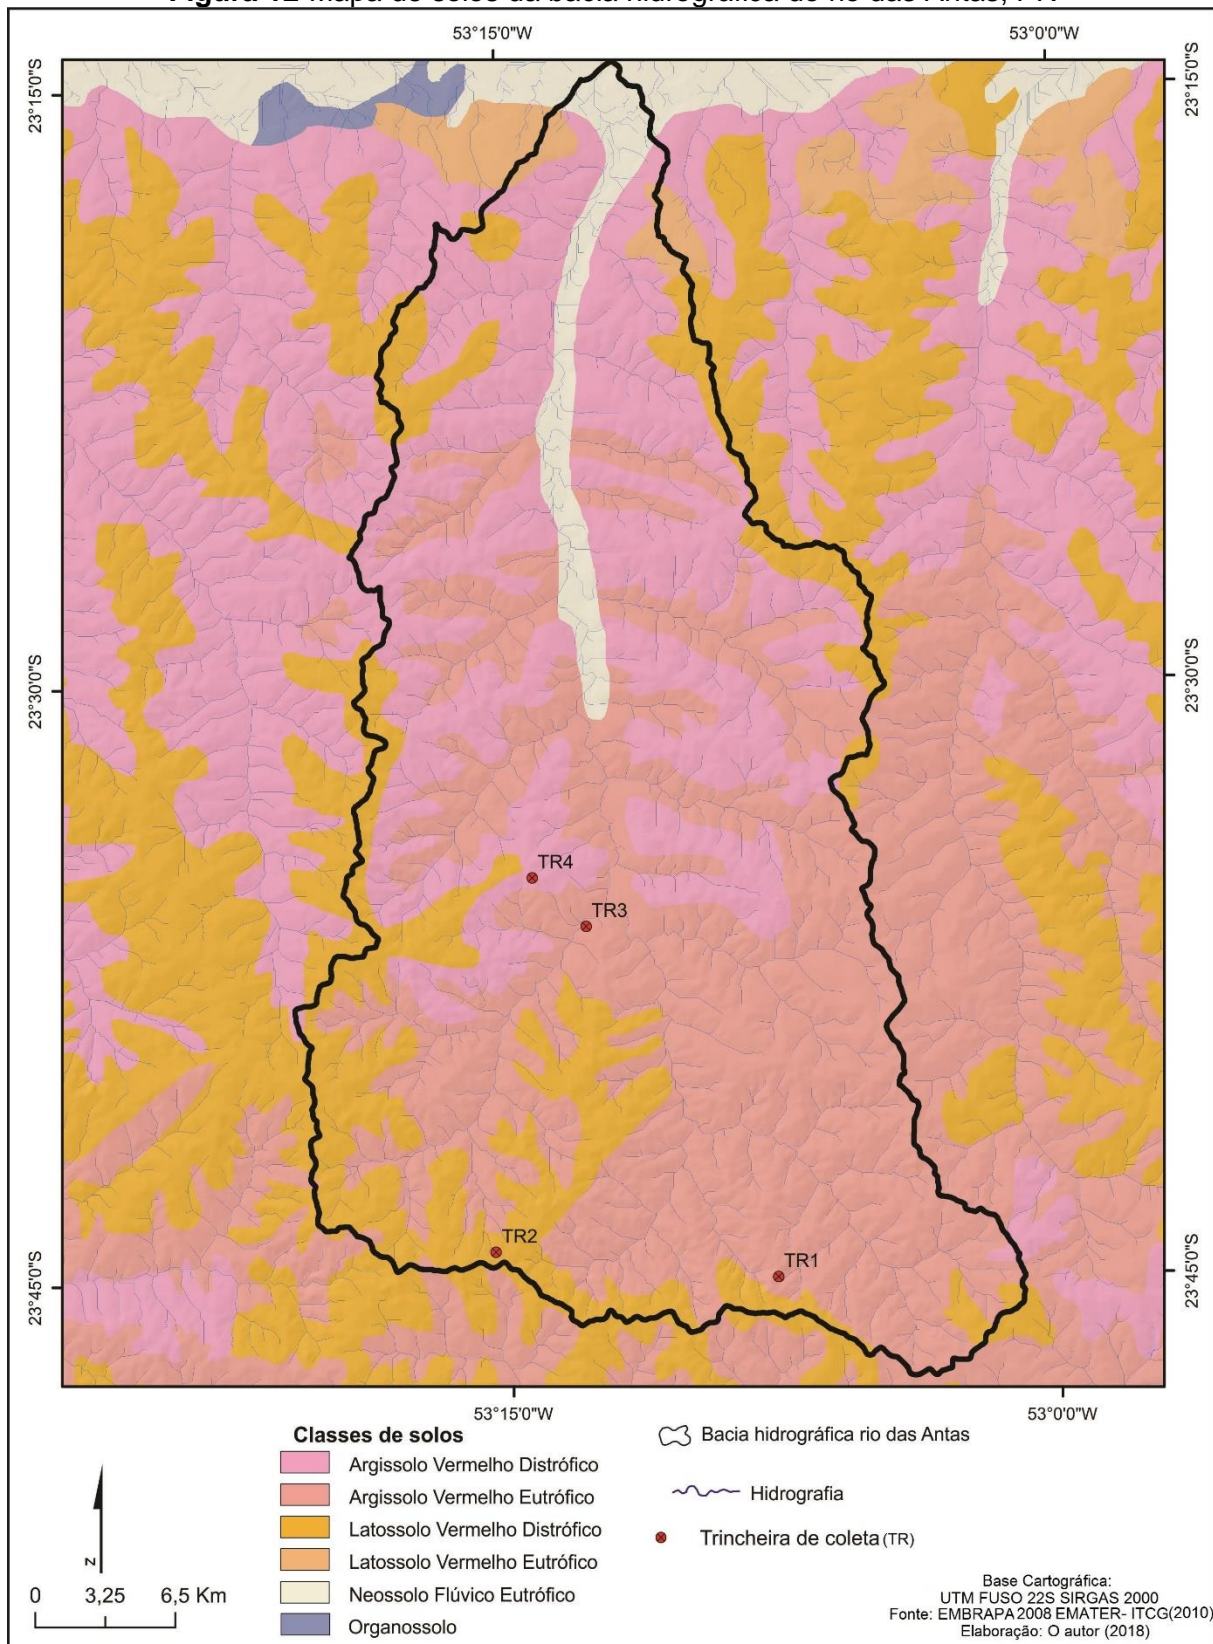 53°15'0"W 53°0'0"W
23°15'0"S 23°15'0"S
23°30'0"S 23°30'0"S
TR4
TR3
TR2
TR1
23°45'0"S 23°45'0"S
53°15'0"W 53°0'0"W
Classes de solos
Argissolo Vermelho Distrófico
Argissolo Vermelho Eutrófico
Latossolo Vermelho Distrófico
Latossolo Vermelho Eutrófico
Neossolo Flúvico Eutrófico
Organossolo
Bacia hidrográfica rio das Antas
Hidrografia
Trincheira de coleta (TR)
z
0 3,25 6,5 Km
Base Cartográfica:
UTM FUSO 22S SIRGAS 2000
Fonte: EMBRAPA 2008 EMATER- ITCG(2010)
Elaboração: O autor (2018)